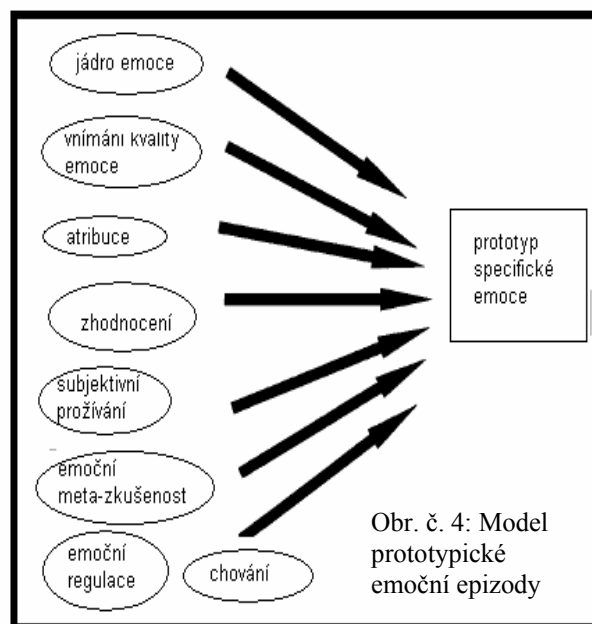 jádro emoce
vnímání kvality
emoce
atribuce
zhodnocení
subjektivní
prožívání
emoční
meta-zkušenost
emoční
regulace
chování
prototyp
specifické
emoce
Obr. č. 4: Model
prototypické
emoční epizody